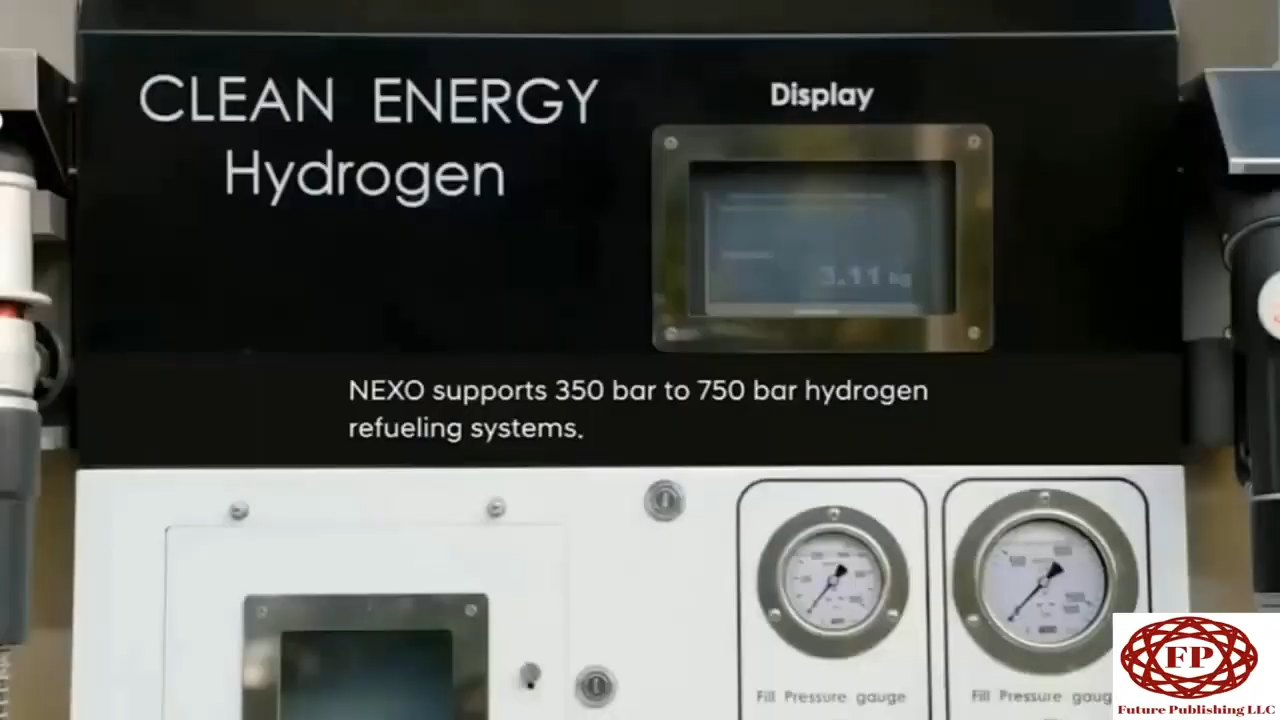 CLEAN ENERGY
Hydrogen
Display
3.11 kg
NEXO supports 350 bar to 750 bar hydrogen
refueling systems.
Fill Pressure gauge
Fill Pressure gaug
FP
Future Publishing LLC